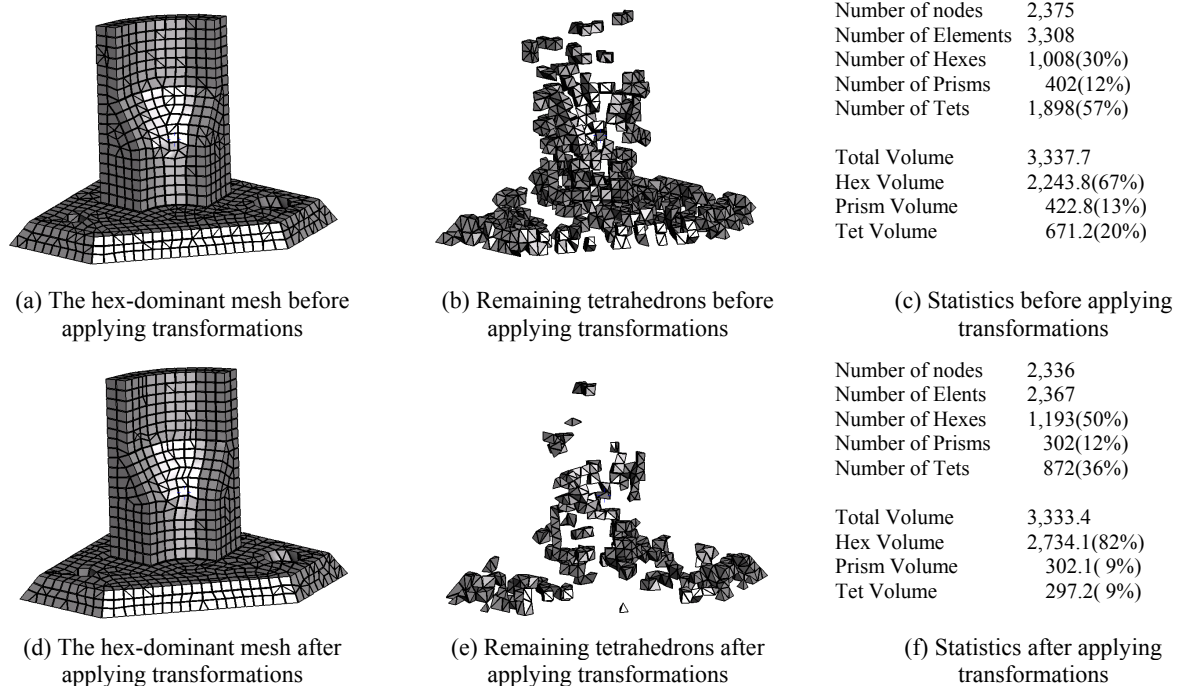 Number of nodes 2,375
Number of Elements 3,308
Number of Hexes 1,008(30%)
Number of Prisms 402(12%)
Number of Tets 1,898(57%)
Total Volume 3,337.7
Hex Volume 2,243.8(67%)
Prism Volume 422.8(13%)
Tet Volume 671.2(20%)
(a) The hex-dominant mesh before
applying transformations
(b) Remaining tetrahedrons before
applying transformations
(c) Statistics before applying
transformations
Number of nodes 2,336
Number of Elents 2,367
Number of Hexes 1,193(50%)
Number of Prisms 302(12%)
Number of Tets 872(36%)
Total Volume 3,333.4
Hex Volume 2,734.1(82%)
Prism Volume 302.1( 9%)
Tet Volume 297.2( 9%)
(d) The hex-dominant mesh after
applying transformations
(e) Remaining tetrahedrons after
applying transformations
(f) Statistics after applying
transformations